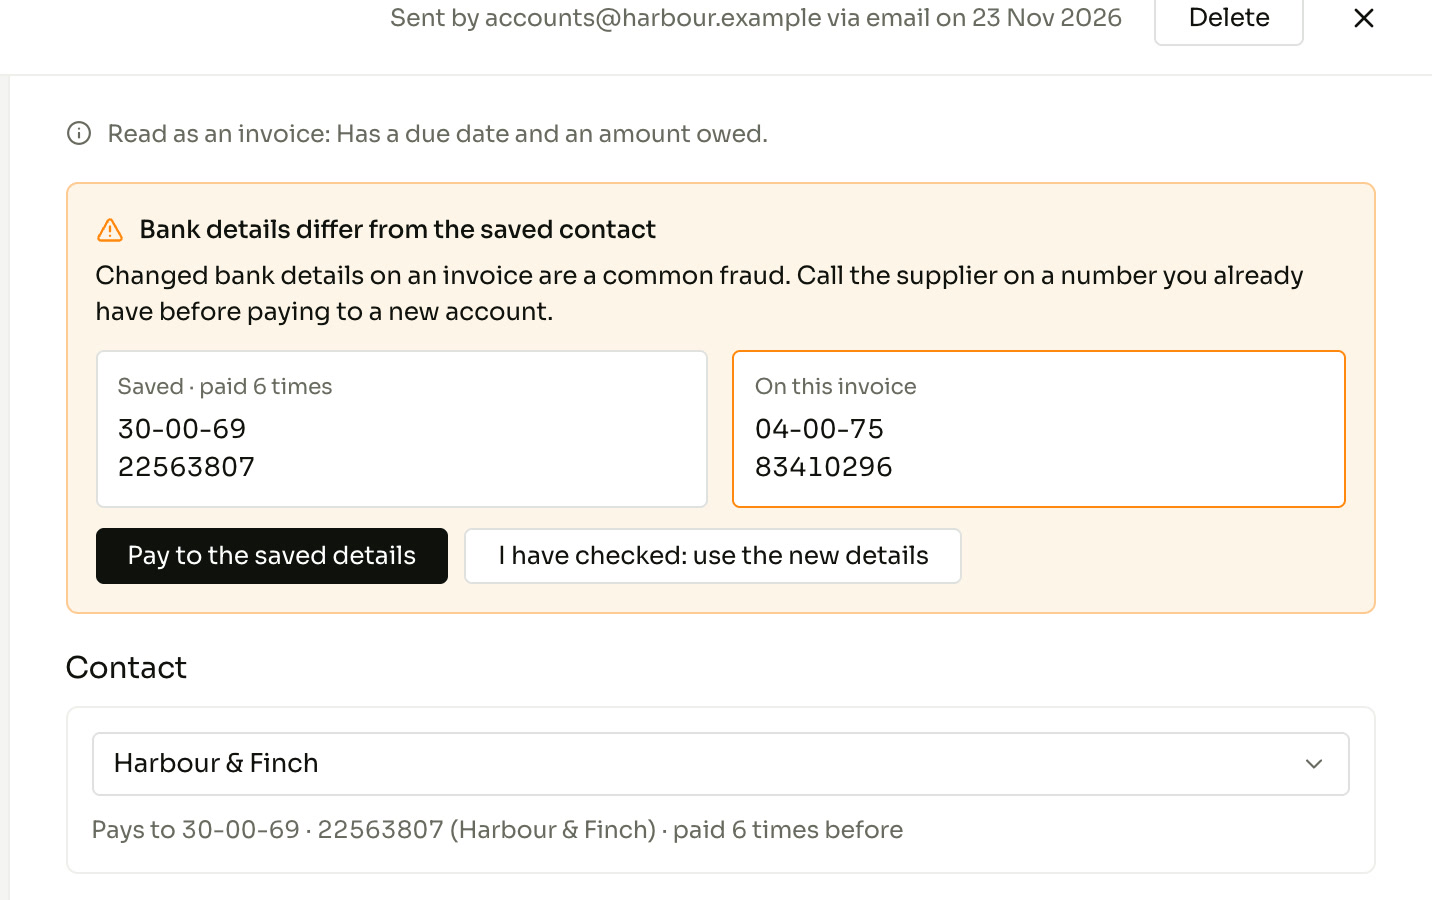 Sent by accounts@harbour.example via email on 23 Nov 2026
Delete
Read as an invoice: Has a due date and an amount owed.
Bank details differ from the saved contact
Changed bank details on an invoice are a common fraud. Call the supplier on a number you already
have before paying to a new account.
Saved · paid 6 times
30-00-69
22563807
On this invoice
04-00-75
83410296
Pay to the saved details
I have checked: use the new details
Contact
Harbour & Finch
Pays to 30-00-69 · 22563807 (Harbour & Finch) · paid 6 times before